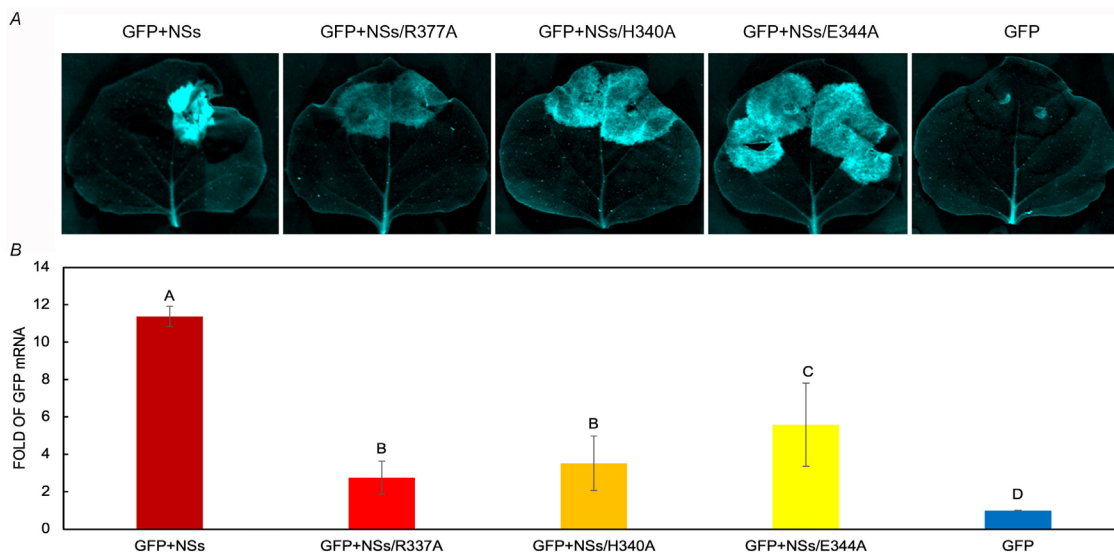 A
GFP+NSs GFP+NSs/R377A GFP+NSs/H340A GFP+NSs/E344A GFP
B
FOLD OF GFP mRNA
14
12
10
8
6
4
2
0
A
B
B
C
D
GFP+NSs GFP+NSs/R337A GFP+NSs/H340A GFP+NSs/E344A GFP